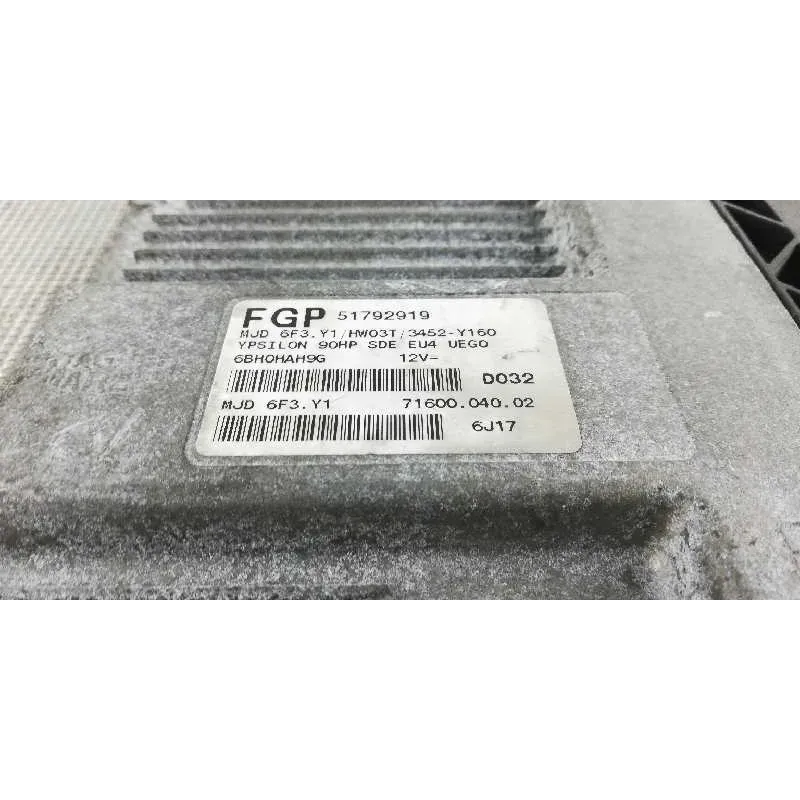 FGP 51792919
MJD 6F3.Y1/HW03T/3452-Y160
YPSILON 90HP SDE EU4 UEGO
6BH0HAH9G 12V=
D032
MJD 6F3.Y1 71600.040.02
6J17